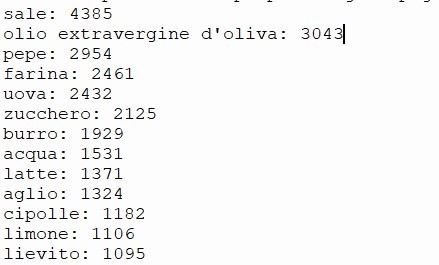 sale: 4385
olio extravergine d'oliva: 3043
pepe: 2954
farina: 2461
uova: 2432
zucchero: 2125
burro: 1929
acqua: 1531
latte: 1371
aglio: 1324
cipolle: 1182
limone: 1106
lievito: 1095